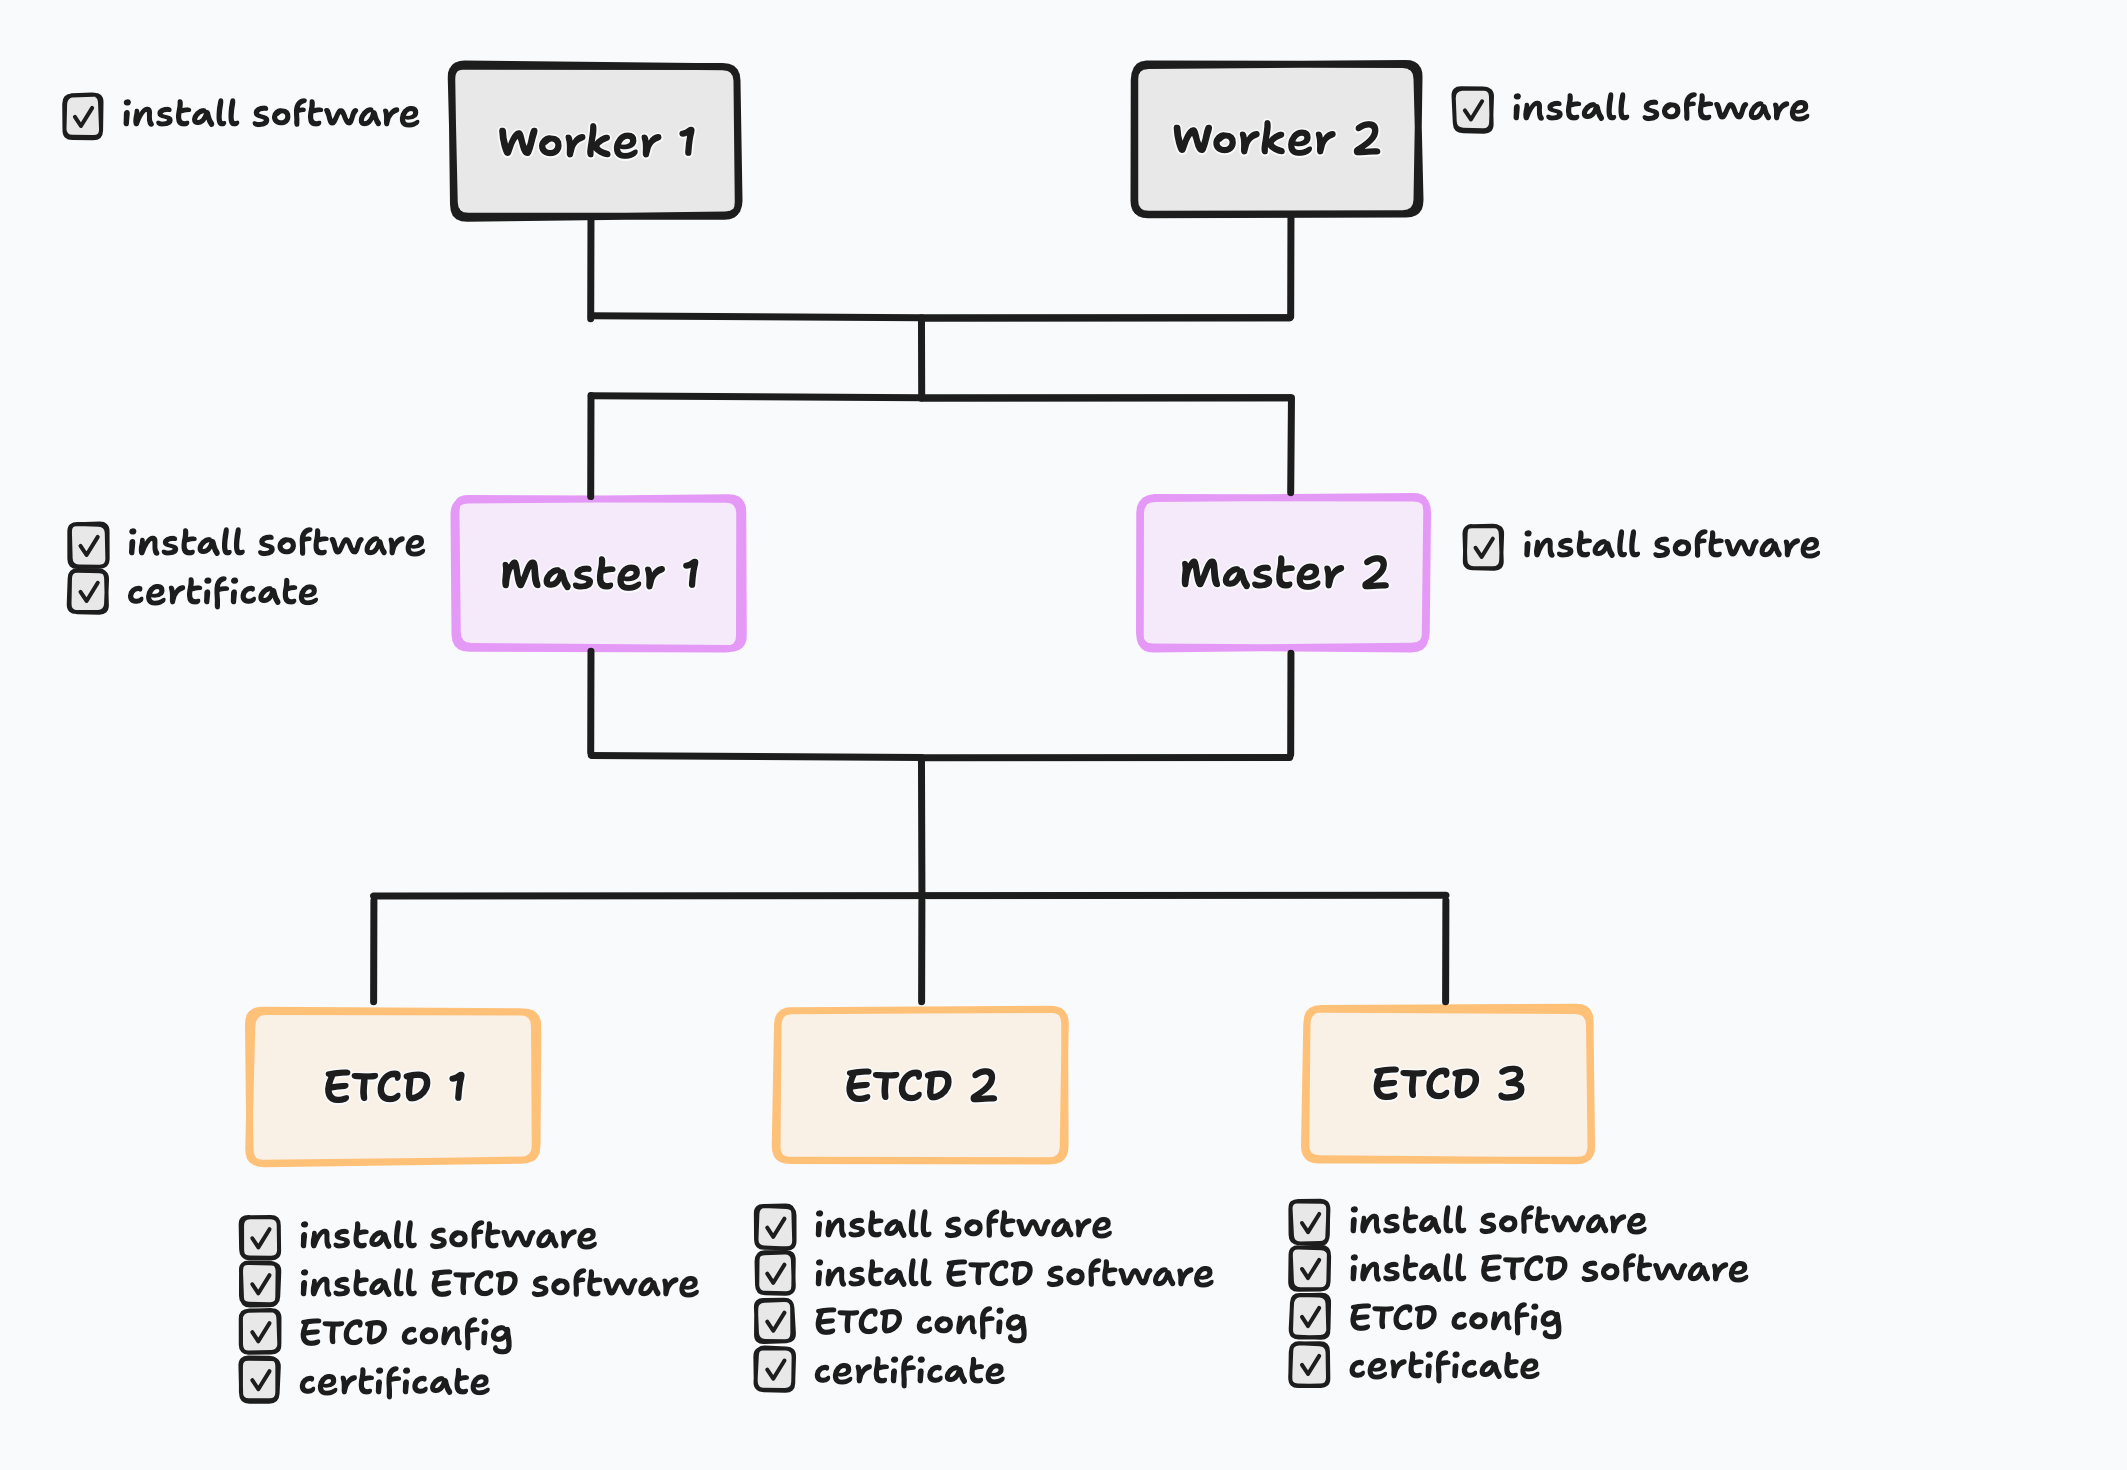 install software
Worker 1
Worker 2
install software
install software
certificate
Master 1
Master 2
install software
ETCD 1
ETCD 2
ETCD 3
install software
install ETCD software
ETCD config
certificate
install software
install ETCD software
ETCD config
certificate
install software
install ETCD software
ETCD config
certificate